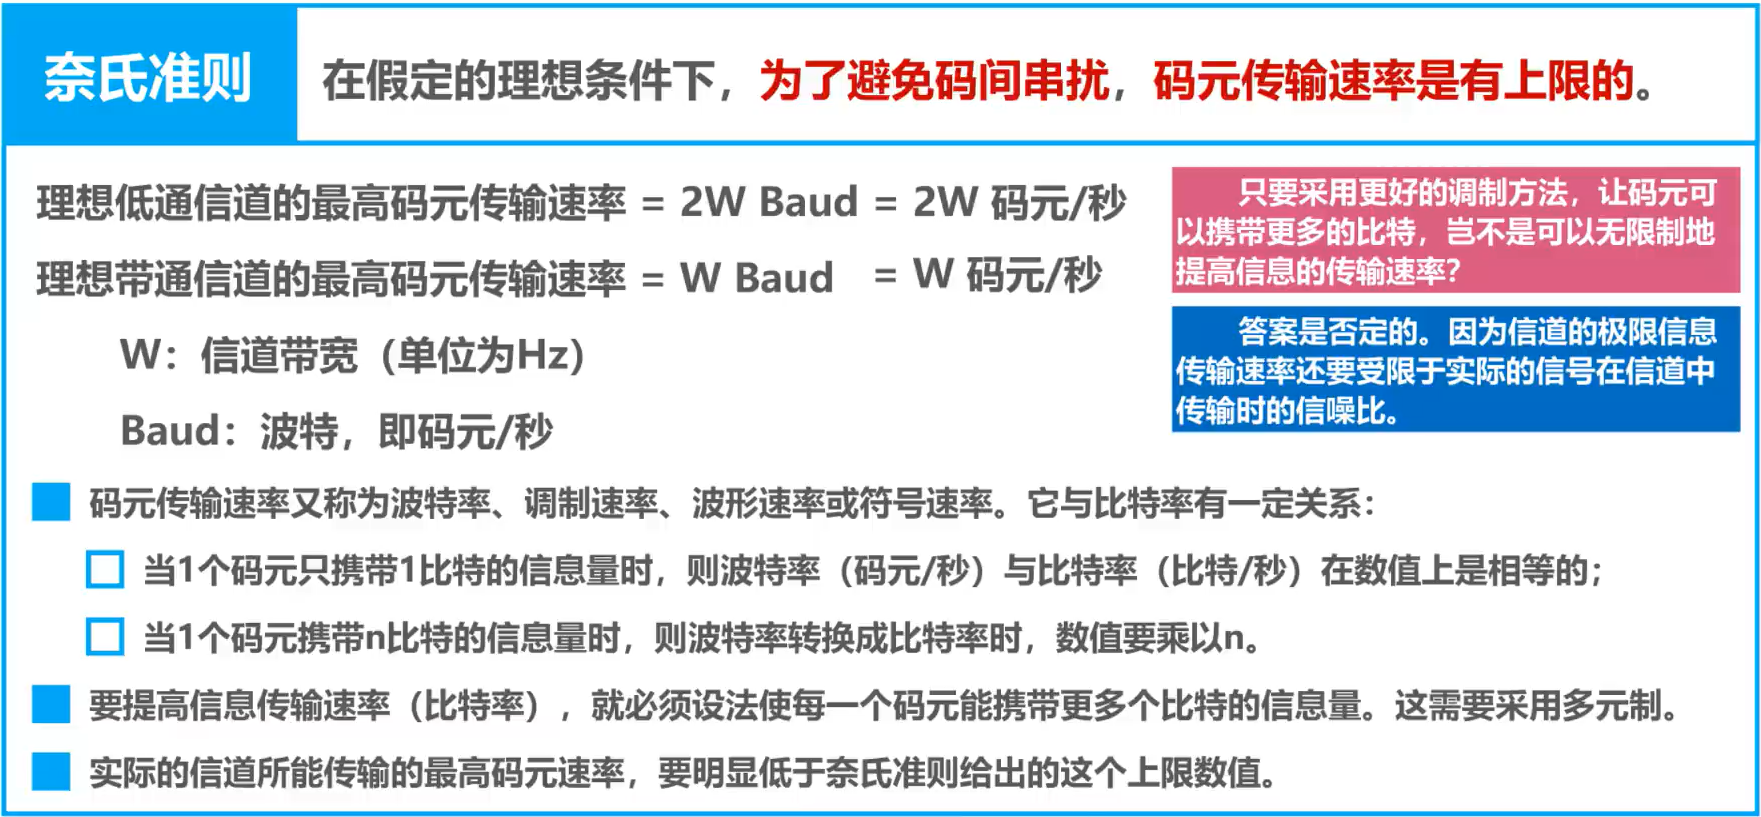 奈氏准则
在假定的理想条件下，为了避免码间串扰，码元传输速率是有上限的。
理想低通信道的最高码元传输速率 = 2W Baud = 2W 码元/秒
理想带通信道的最高码元传输速率 = W Baud = W 码元/秒
W：信道带宽（单位为Hz）
Baud：波特，即码元/秒
只要采用更好的调制方法，让码元可
以携带更多的比特，岂不是可以无限制地
提高信息的传输速率？
答案是否定的。因为信道的极限信息
传输速率还要受限于实际的信号在信道中
传输时的信噪比。
码元传输速率又称为波特率、调制速率、波形速率或符号速率。它与比特率有一定关系：
当1个码元只携带1比特的信息量时，则波特率（码元/秒）与比特率（比特/秒）在数值上是相等的；
当1个码元携带n比特的信息量时，则波特率转换成比特率时，数值要乘以n。
要提高信息传输速率（比特率），就必须设法使每一个码元能携带更多个比特的信息量。这需要采用多元制。
实际的信道所能传输的最高码元速率，要明显低于奈氏准则给出的这个上限数值。